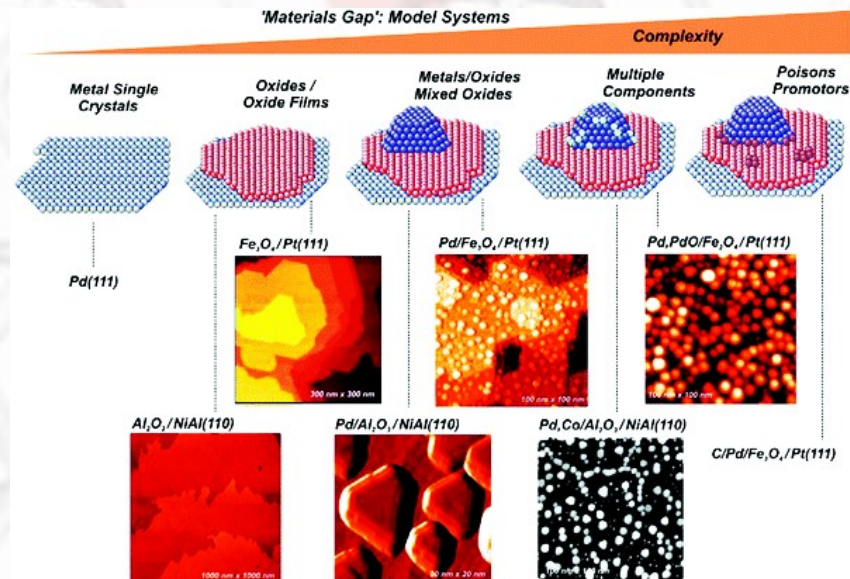 'Materials Gap': Model Systems
Complexity
Metal Single
Crystals
Oxides /
Oxide Films
Metals/Oxides
Mixed Oxides
Multiple
Components
Poisons
Promotors
Pd(111)
Fe₃O₄/Pt(111)
Pd/Fe₃O₄/Pt(111)
Pd,PdO/Fe₃O₄/Pt(111)
300 nm x 300 nm
100 nm x 100 nm
100 nm x 100 nm
Al₂O₃/NiAl(110)
Pd/Al₂O₃/NiAl(110)
Pd,Co/Al₂O₃/NiAl(110)
C/Pd/Fe₃O₄/Pt(111)
1000 nm x 1000 nm
nm x 20 nm